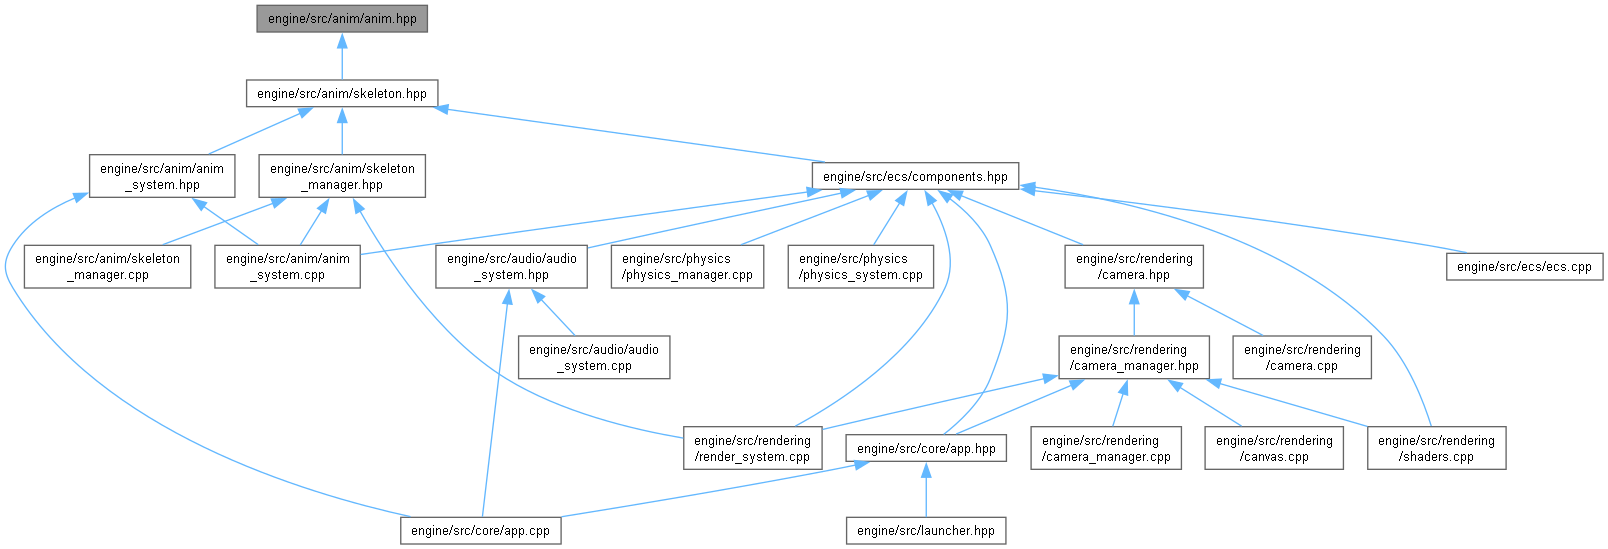 engine/src/anim/anim.hpp
engine/src/anim/skeleton.hpp
engine/src/anim/anim
_system.hpp
engine/src/anim/skeleton
_manager.hpp
engine/src/ecs/components.hpp
engine/src/anim/skeleton
_manager.cpp
engine/src/anim/anim
_system.cpp
engine/src/audio/audio
_system.hpp
engine/src/physics
/physics_manager.cpp
engine/src/physics
/physics_system.cpp
engine/src/rendering
/camera.hpp
engine/src/ecs/ecs.cpp
engine/src/audio/audio
_system.cpp
engine/src/rendering
/camera_manager.hpp
engine/src/rendering
/camera.cpp
engine/src/rendering
/render_system.cpp
engine/src/core/app.hpp
engine/src/rendering
/camera_manager.cpp
engine/src/rendering
/canvas.cpp
engine/src/rendering
/shaders.cpp
engine/src/core/app.cpp
engine/src/launcher.hpp